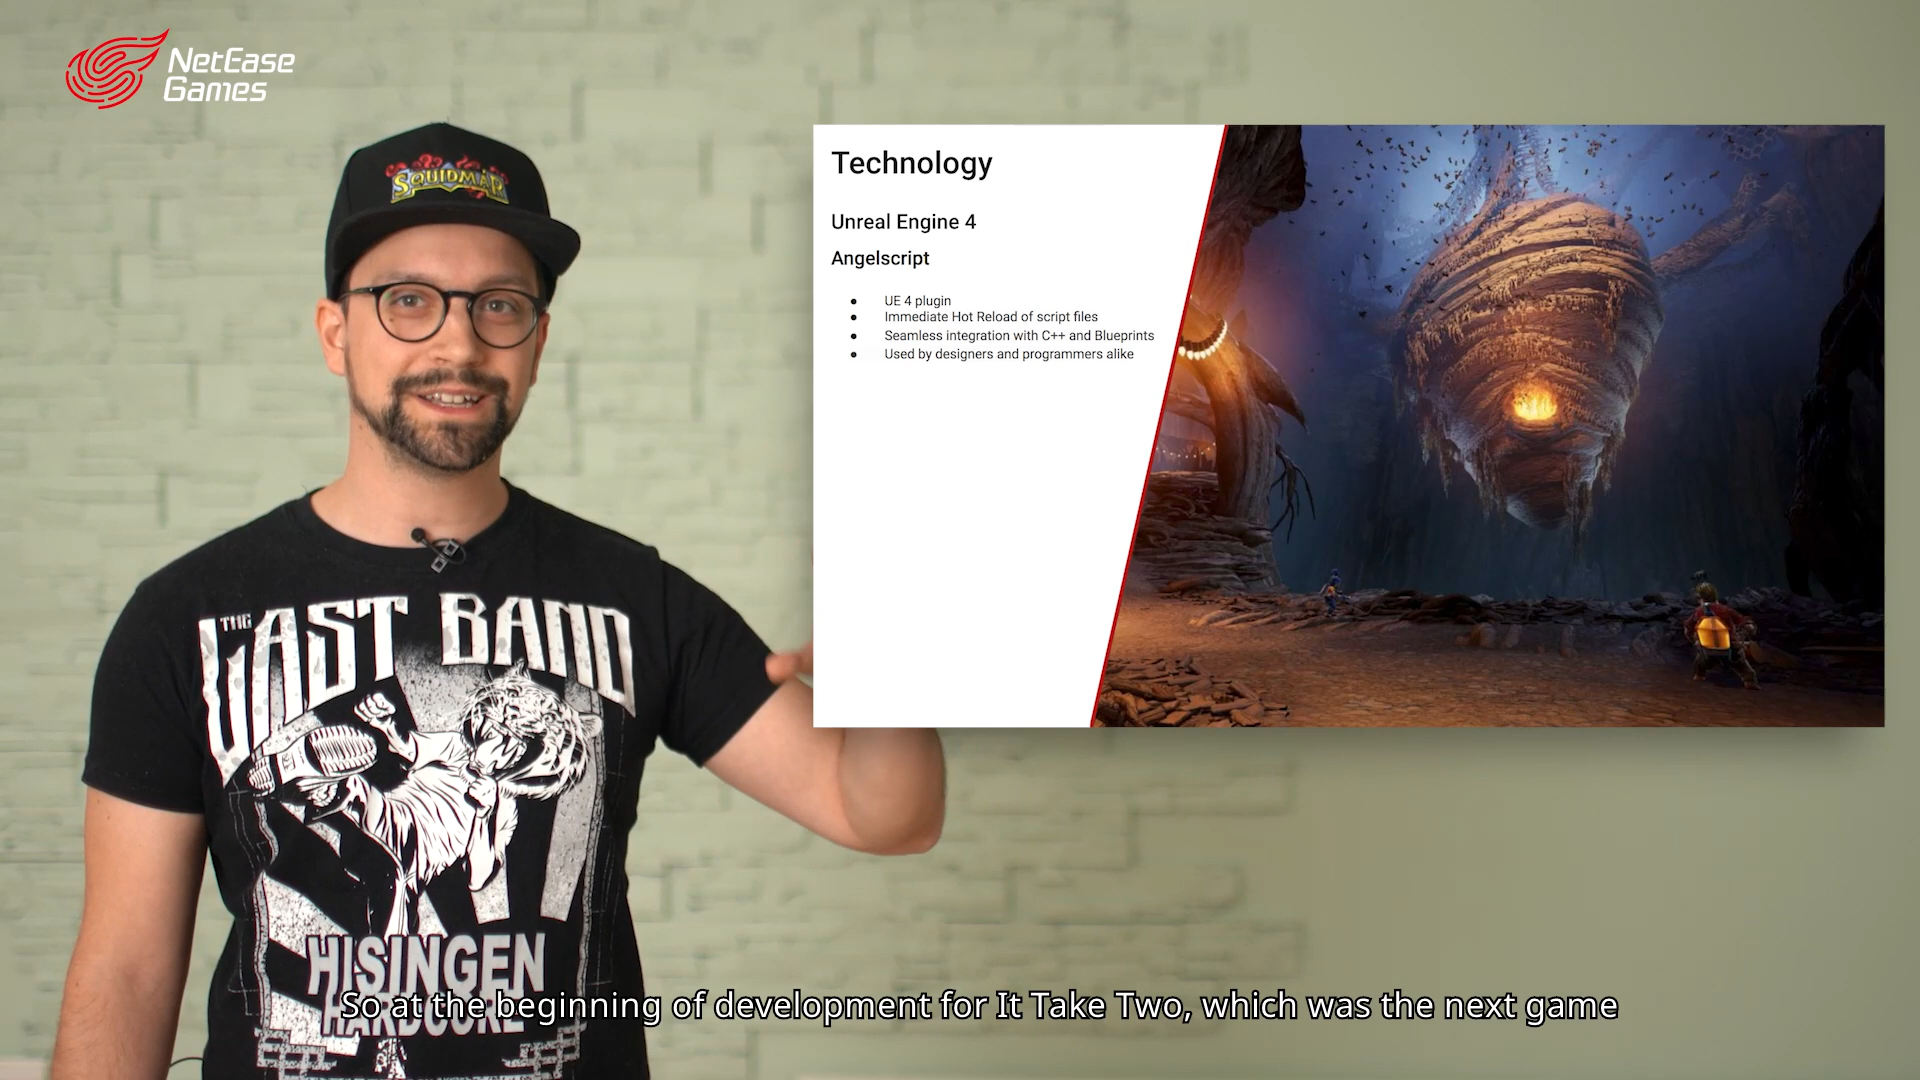 NetEase
Games
SQUIDMAR
Technology
Unreal Engine 4
Angelscript
● UE 4 plugin
● Immediate Hot Reload of script files
● Seamless integration with C++ and Blueprints
● Used by designers and programmers alike
THE
LAST BAND
HISINGEN
HARDCORE
So at the beginning of development for It Take Two, which was the next game